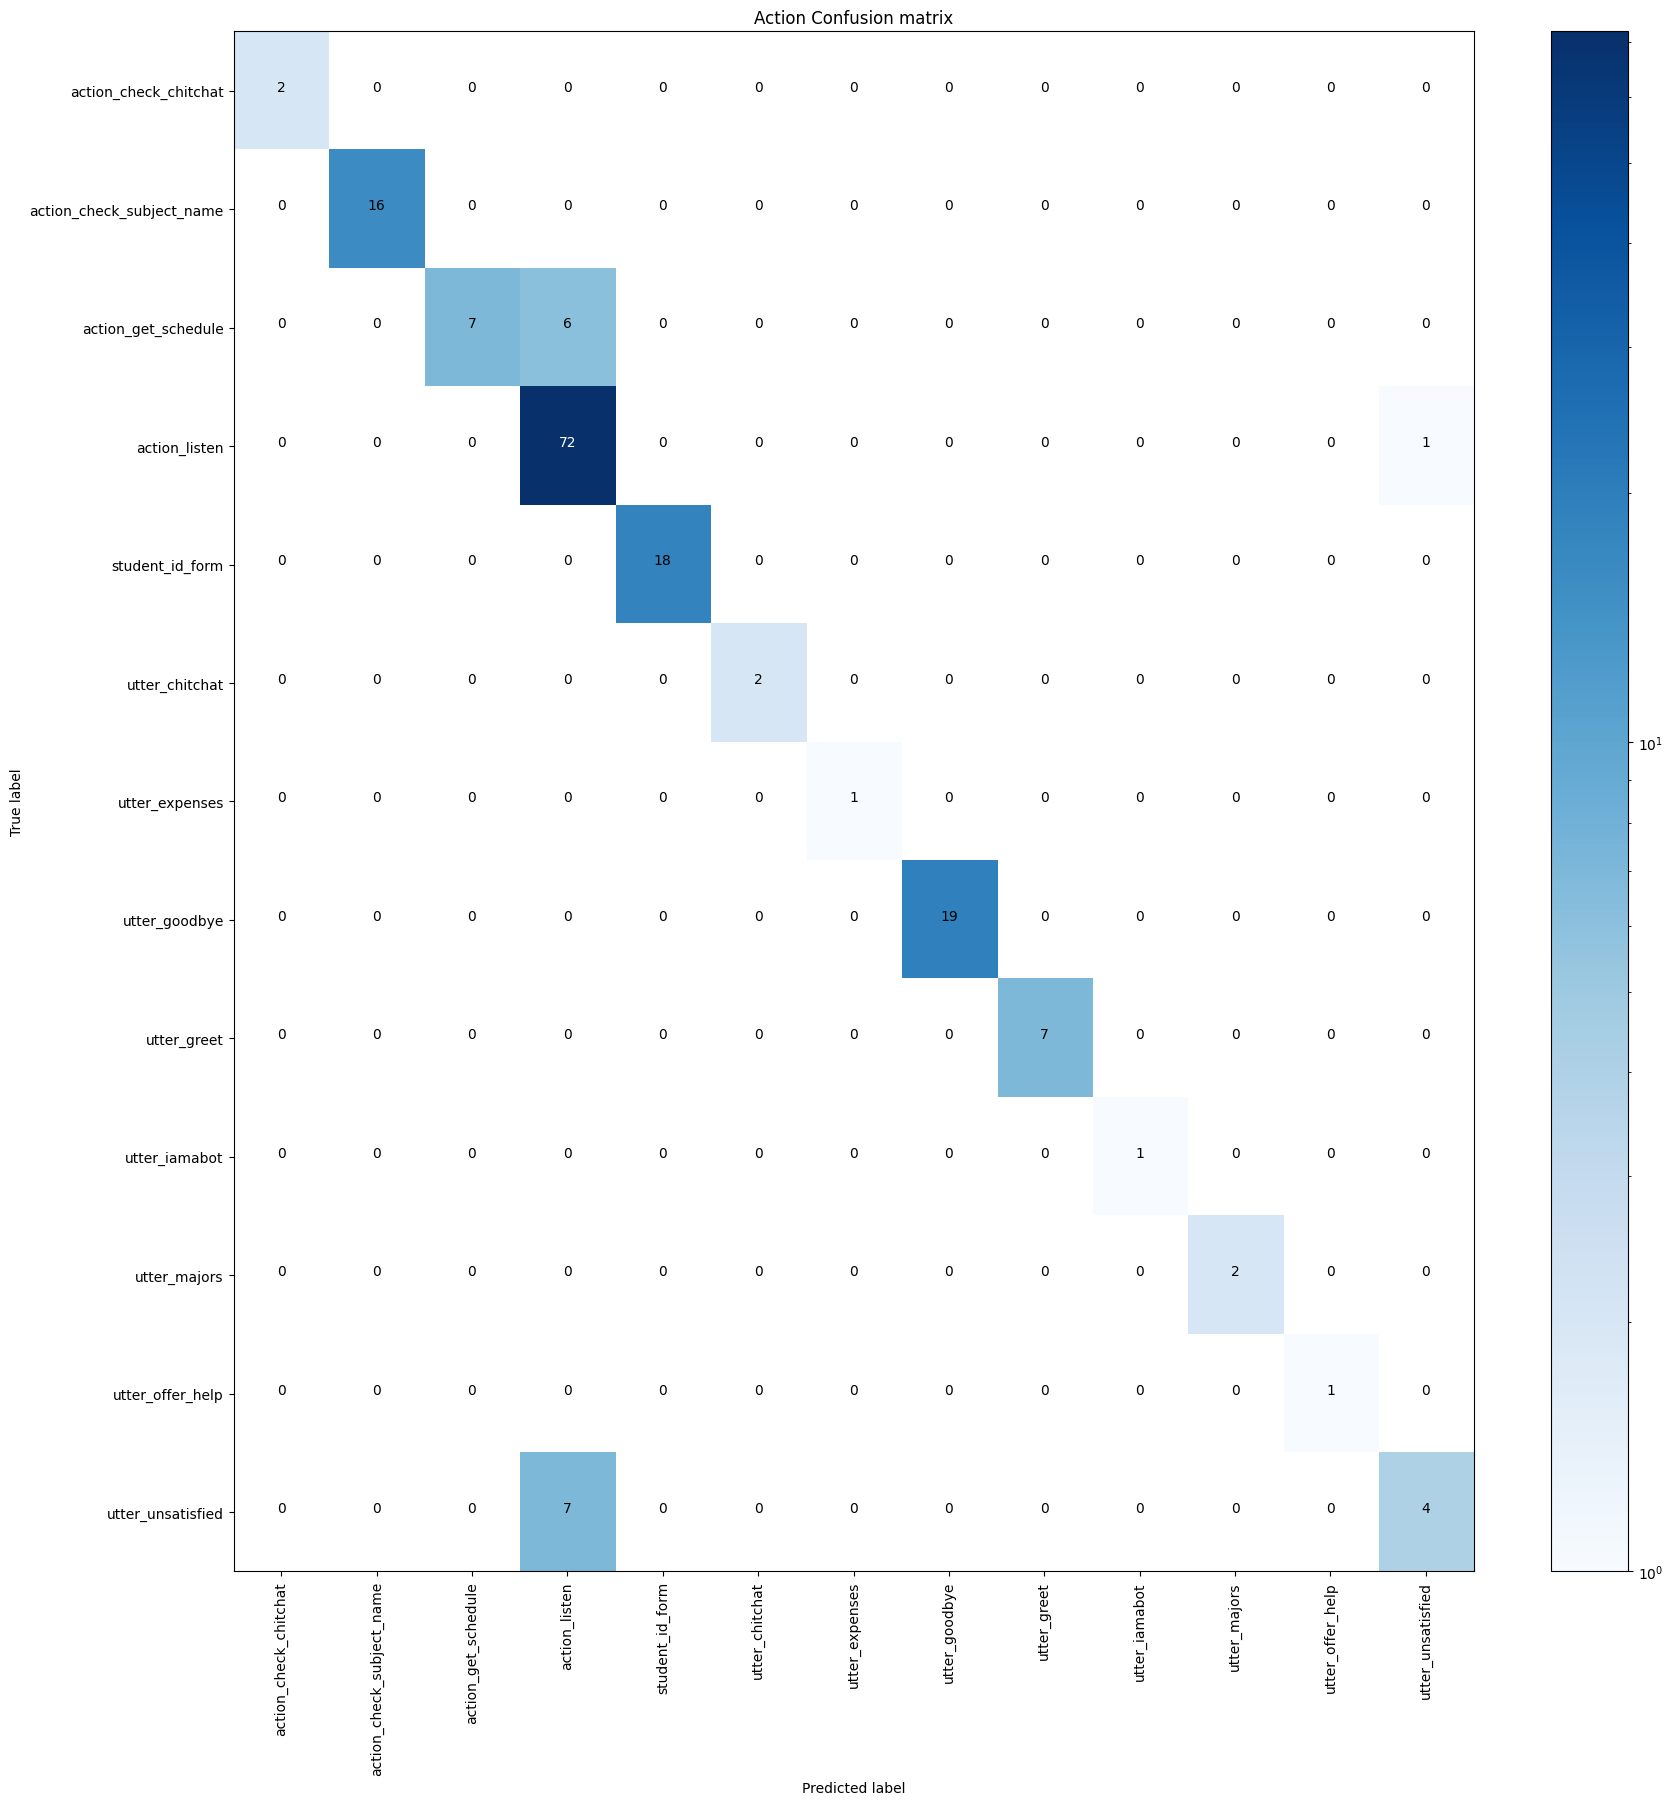 Action Confusion matrix
action_check_chitchat 2 0 0 0 0 0 0 0 0 0 0 0 0
action_check_subject_name 0 16 0 0 0 0 0 0 0 0 0 0 0
action_get_schedule 0 0 7 6 0 0 0 0 0 0 0 0 0
action_listen 0 0 0 72 0 0 0 0 0 0 0 0 1
student_id_form 0 0 0 0 18 0 0 0 0 0 0 0 0
utter_chitchat 0 0 0 0 0 2 0 0 0 0 0 0 0
utter_expenses 0 0 0 0 0 0 1 0 0 0 0 0 0
utter_goodbye 0 0 0 0 0 0 0 19 0 0 0 0 0
utter_greet 0 0 0 0 0 0 0 0 7 0 0 0 0
utter_iamabot 0 0 0 0 0 0 0 0 0 1 0 0 0
utter_majors 0 0 0 0 0 0 0 0 0 0 2 0 0
utter_offer_help 0 0 0 0 0 0 0 0 0 0 0 1 0
utter_unsatisfied 0 0 0 7 0 0 0 0 0 0 0 0 4
True label
action_check_chitchat
action_check_subject_name
action_get_schedule
action_listen
student_id_form
utter_chitchat
utter_expenses
utter_goodbye
utter_greet
utter_iamabot
utter_majors
utter_offer_help
utter_unsatisfied
Predicted label
10¹
10⁰